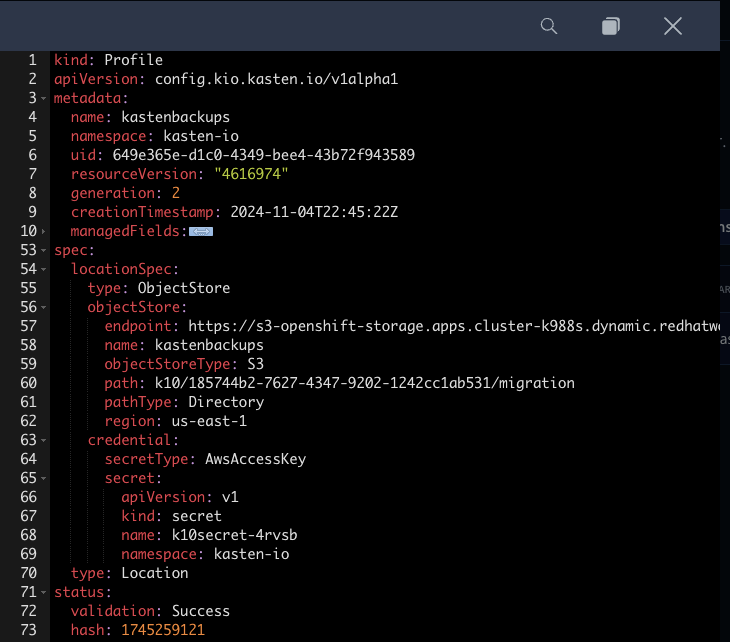 1 kind: Profile
2 apiVersion: config.kio.kasten.io/v1alpha1
3 metadata:
4   name: kastenbackups
5   namespace: kasten-io
6   uid: 649e365e-d1c0-4349-bee4-43b72f943589
7   resourceVersion: "4616974"
8   generation: 2
9   creationTimestamp: 2024-11-04T22:45:22Z
10   managedFields:
53 spec:
54   locationSpec:
55     type: ObjectStore
56     objectStore:
57       endpoint: https://s3-openshift-storage.apps.cluster-k988s.dynamic.redhatwo
58       name: kastenbackups
59       objectStoreType: S3
60       path: k10/185744b2-7627-4347-9202-1242cc1ab531/migration
61       pathType: Directory
62       region: us-east-1
63     credential:
64       secretType: AwsAccessKey
65       secret:
66         apiVersion: v1
67         kind: secret
68         name: k10secret-4rvsb
69         namespace: kasten-io
70   type: Location
71 status:
72   validation: Success
73   hash: 1745259121